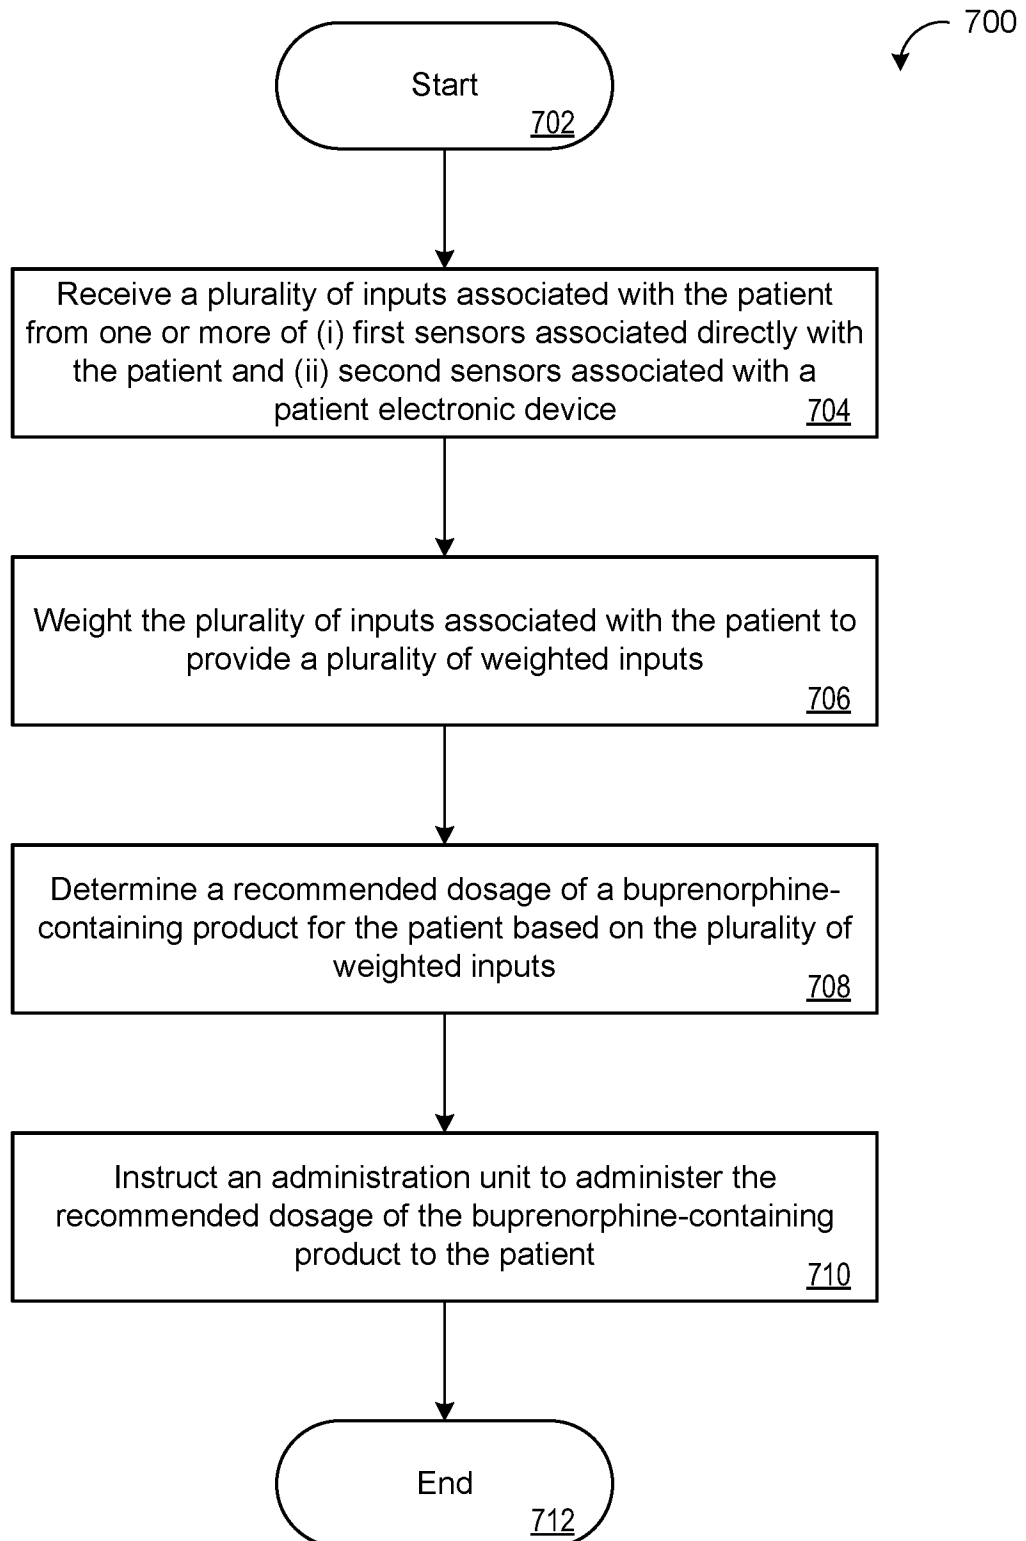 700
Start
702
Receive a plurality of inputs associated with the patient
from one or more of (i) first sensors associated directly with
the patient and (ii) second sensors associated with a
patient electronic device
704
Weight the plurality of inputs associated with the patient to
provide a plurality of weighted inputs
706
Determine a recommended dosage of a buprenorphine-
containing product for the patient based on the plurality of
weighted inputs
708
Instruct an administration unit to administer the
recommended dosage of the buprenorphine-containing
product to the patient
710
End
712